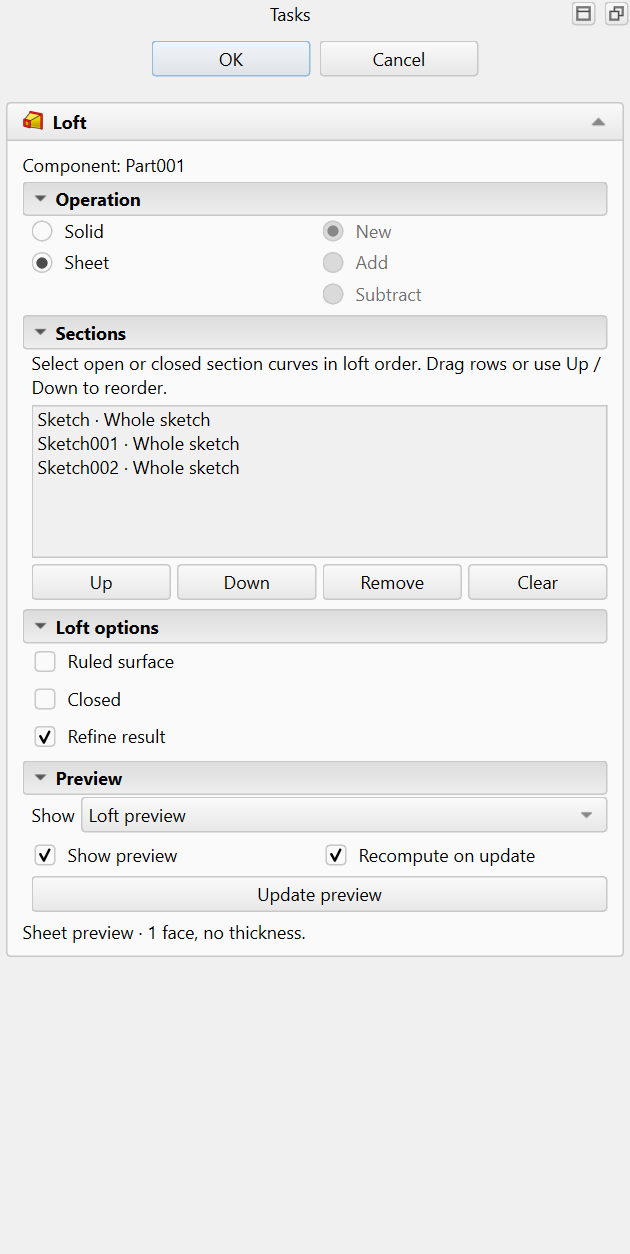 Tasks
OK Cancel
Loft
Component: Part001
Operation
Solid New
Sheet Add
Subtract
Sections
Select open or closed section curves in loft order. Drag rows or use Up /
Down to reorder.
Sketch · Whole sketch
Sketch001 · Whole sketch
Sketch002 · Whole sketch
Up Down Remove Clear
Loft options
Ruled surface
Closed
Refine result
Preview
Show Loft preview
Show preview Recompute on update
Update preview
Sheet preview · 1 face, no thickness.